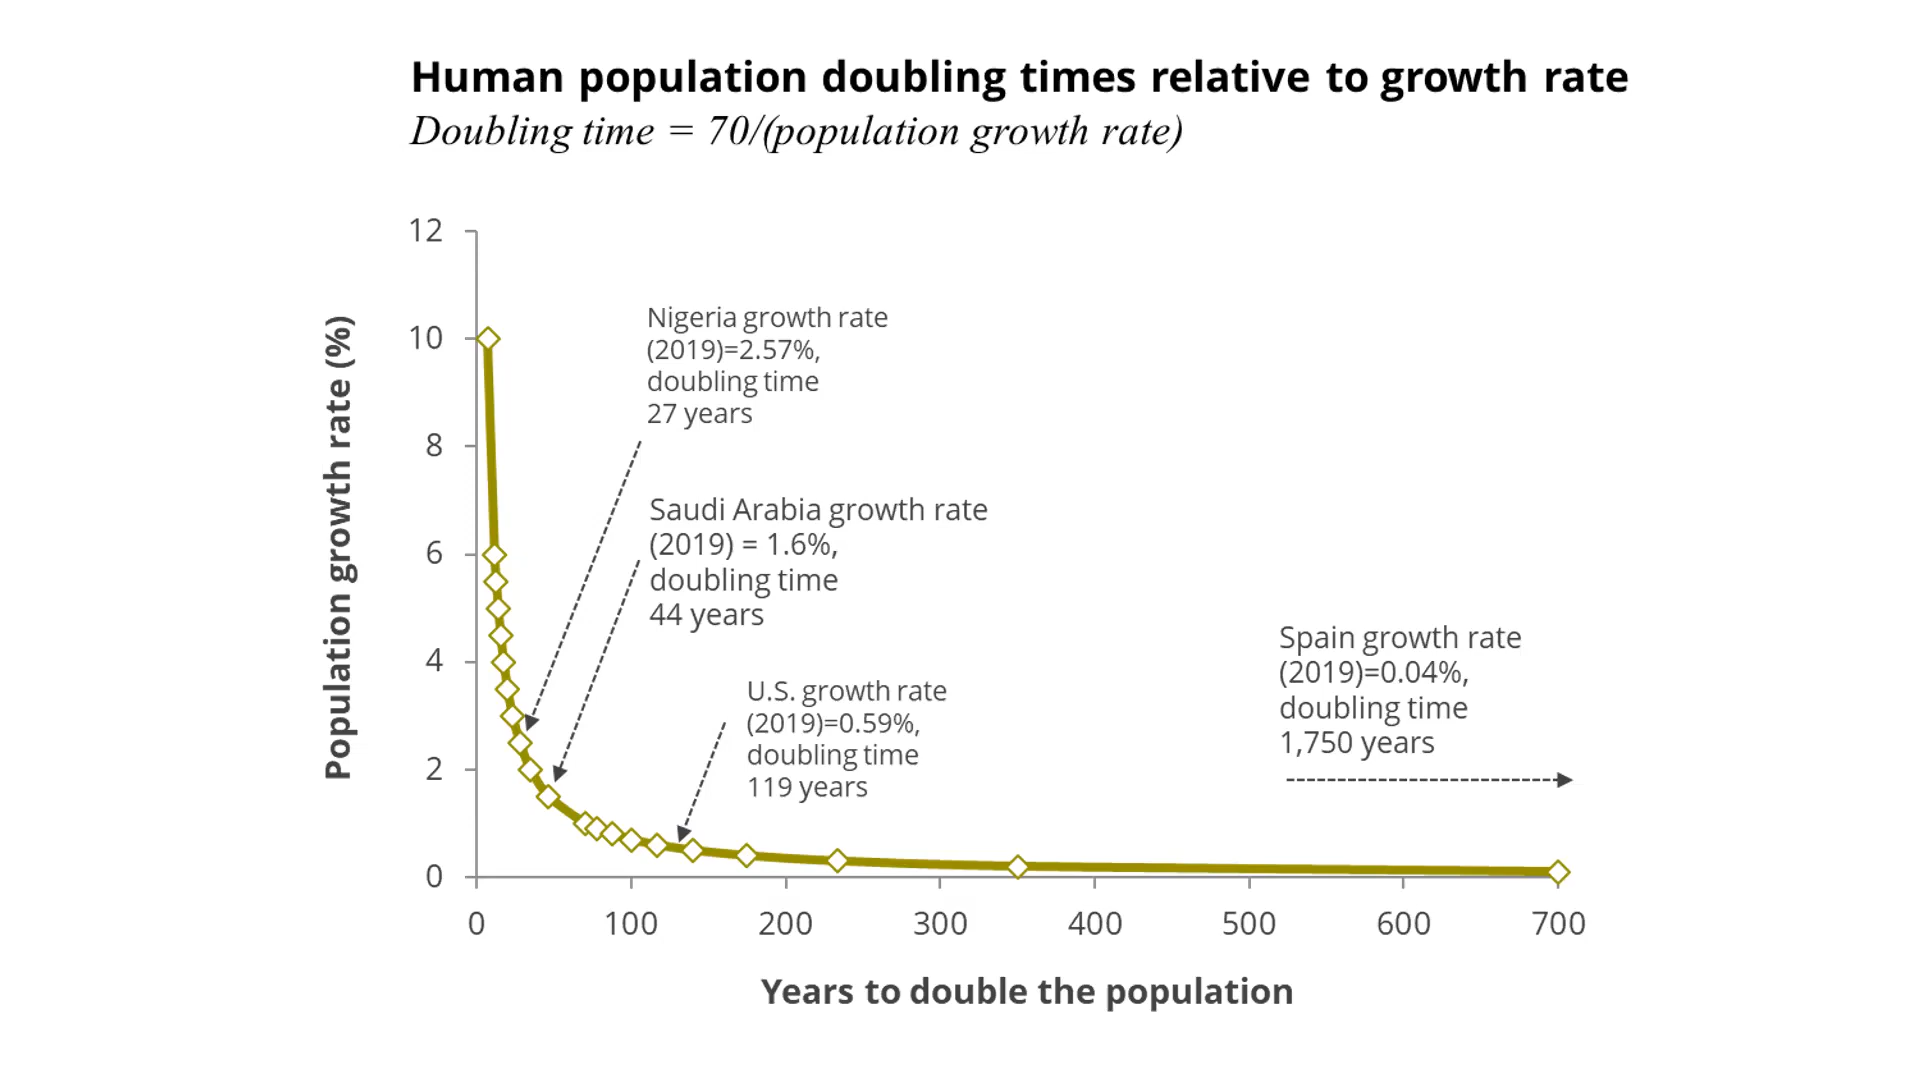 Human population doubling times relative to growth rate
Doubling time = 70/(population growth rate)
12
10
8
6
4
2
0
Population growth rate (%)
Nigeria growth rate
(2019)=2.57%,
doubling time
27 years
Saudi Arabia growth rate
(2019) = 1.6%,
doubling time
44 years
U.S. growth rate
(2019)=0.59%,
doubling time
119 years
Spain growth rate
(2019)=0.04%,
doubling time
1,750 years
0 100 200 300 400 500 600 700
Years to double the population